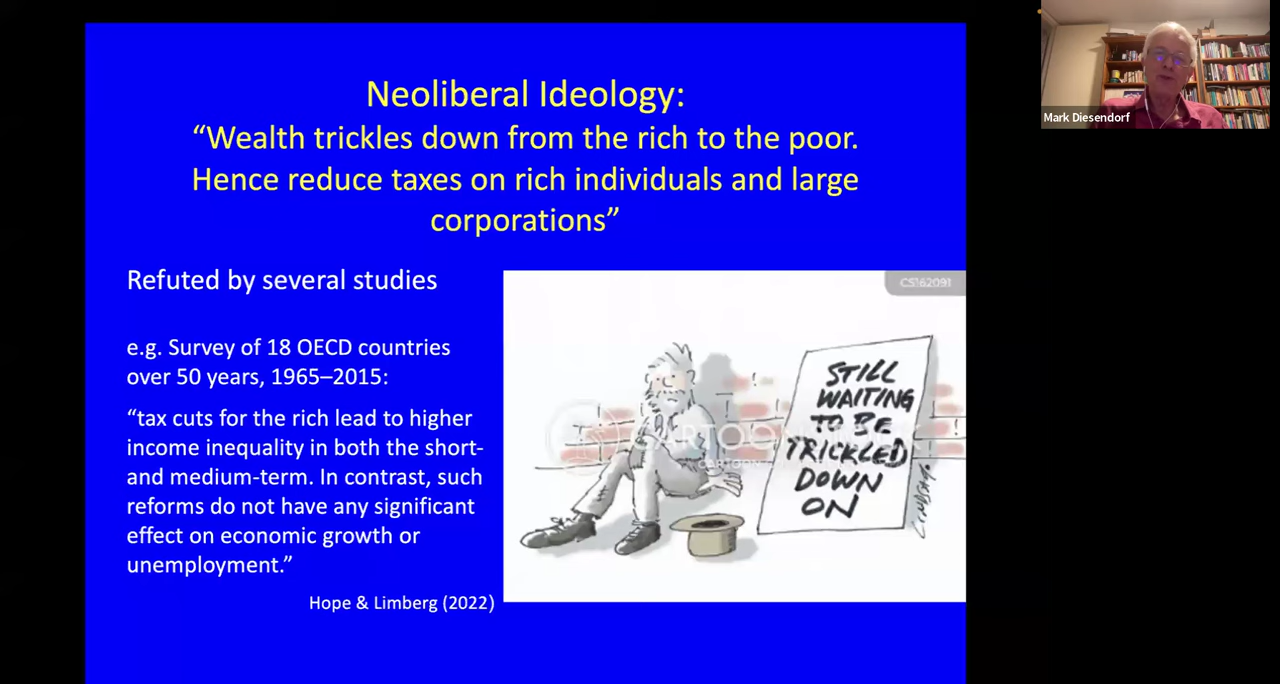 Neoliberal Ideology:
“Wealth trickles down from the rich to the poor.
Hence reduce taxes on rich individuals and large
corporations”
Refuted by several studies
e.g. Survey of 18 OECD countries
over 50 years, 1965–2015:
“tax cuts for the rich lead to higher
income inequality in both the short-
and medium-term. In contrast, such
reforms do not have any significant
effect on economic growth or
unemployment.”
Hope & Limberg (2022)
CS162091
STILL
WAITING
TO BE
TRICKLED
DOWN
ON
LINDSAY
Mark Diesendorf